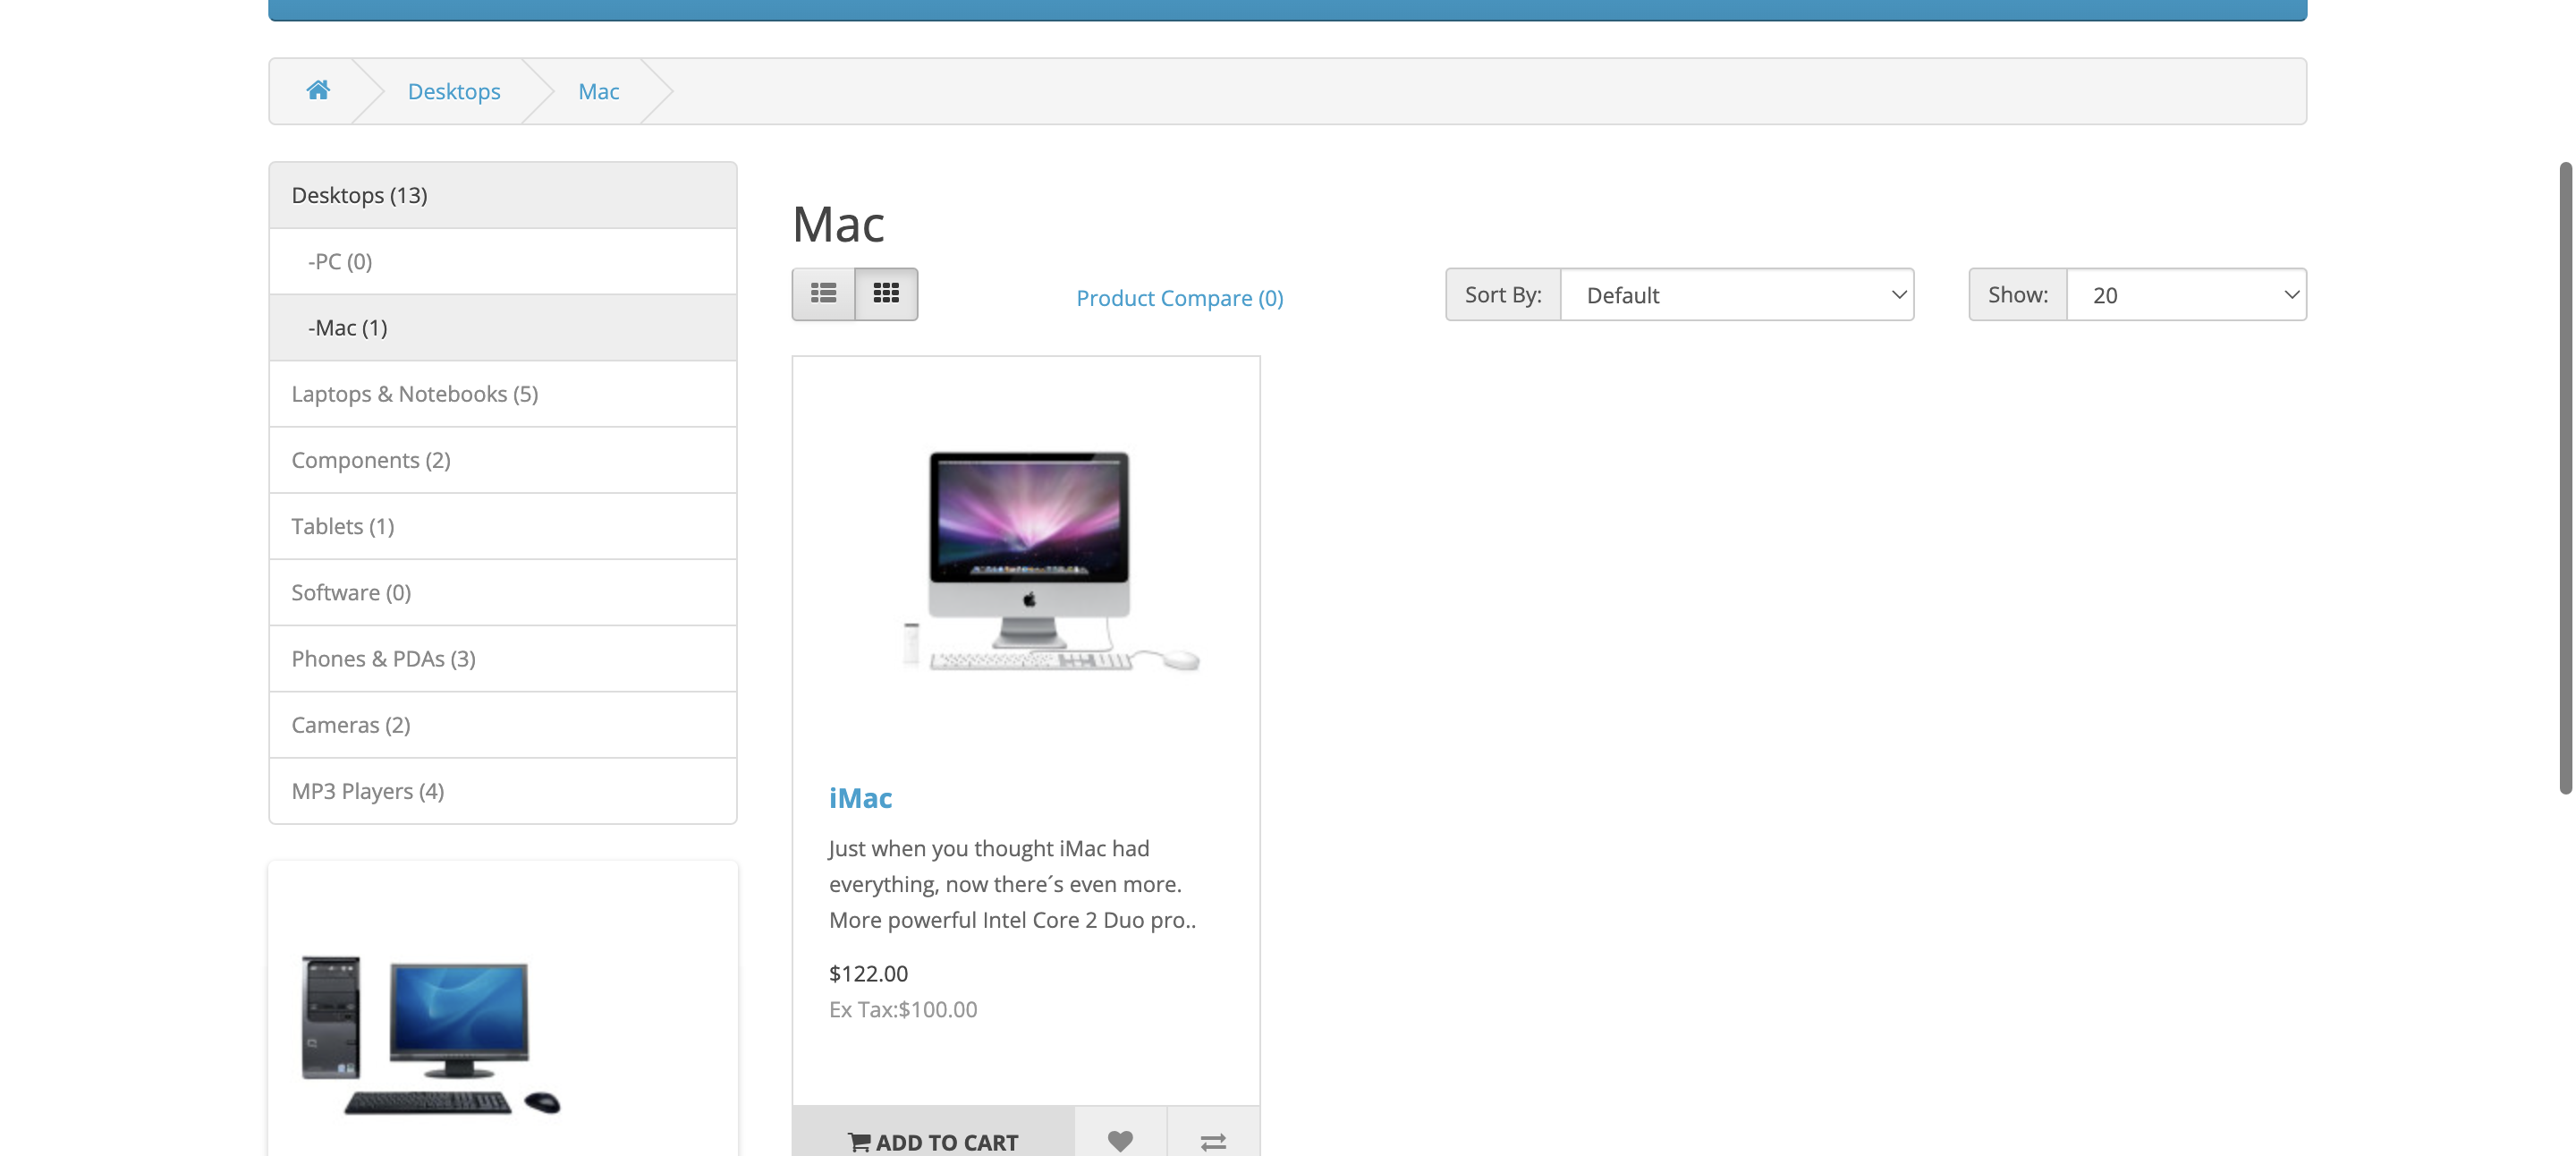 Desktops
Mac
Desktops (13)
-PC (0)
-Mac (1)
Laptops & Notebooks (5)
Components (2)
Tablets (1)
Software (0)
Phones & PDAs (3)
Cameras (2)
MP3 Players (4)
Mac
Product Compare (0)
Sort By:
Default
Show:
20
iMac
Just when you thought iMac had
everything, now there´s even more.
More powerful Intel Core 2 Duo pro..
$122.00
Ex Tax:$100.00
ADD TO CART